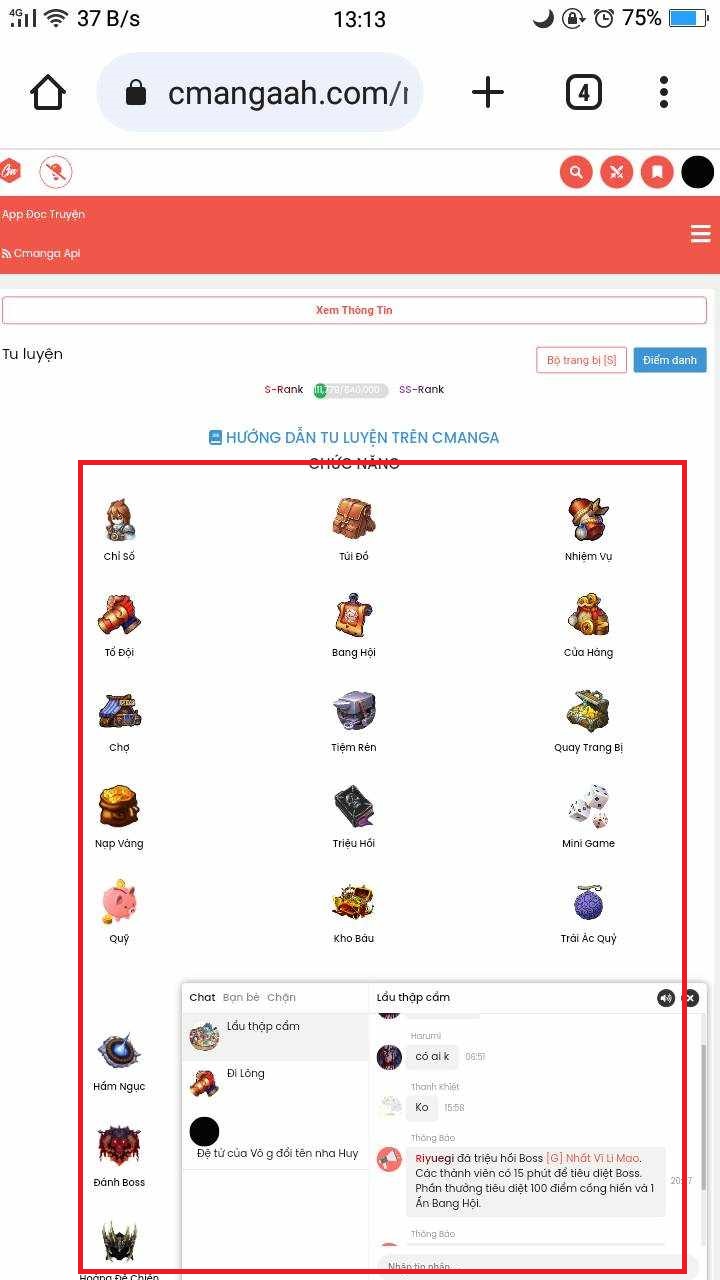 4G 37 B/s 13:13 75%
cmangaah.com/
4
App Đọc Truyện
Cmanga Api
Xem Thông Tin
Tu luyện
Bộ trang bị [S]
Điểm danh
S-Rank
SS-Rank
HƯỚNG DẪN TU LUYỆN TRÊN CMANGA
CHỨC NĂNG
Chỉ Số
Túi Đồ
Nhiệm Vụ
Tổ Đội
Bang Hội
Cửa Hàng
Chợ
Tiệm Rèn
Quay Trang Bị
Nạp Vàng
Triệu Hồi
Mini Game
Quỹ
Kho Báu
Trái Ác Quỷ
Hầm Ngục
Đánh Boss
Hoàng Đế Chiến
Chat Bạn bè Chặn
Lẩu thập cẩm
Đi Lòng
Đệ tử của Vô g đổi tên nha Huy
Lẩu thập cẩm
Harumi
có ai k
06:51
Thanh Khiết
Ko
15:58
Thông Báo
Riyuegi đã triệu hồi Boss [G] Nhất Vĩ Li Mao.
Các thành viên có 15 phút để tiêu diệt Boss.
Phần thưởng tiêu diệt 100 điểm cống hiến và 1
Ấn Bang Hội.
Thông Báo
Nhập tin nhắn...